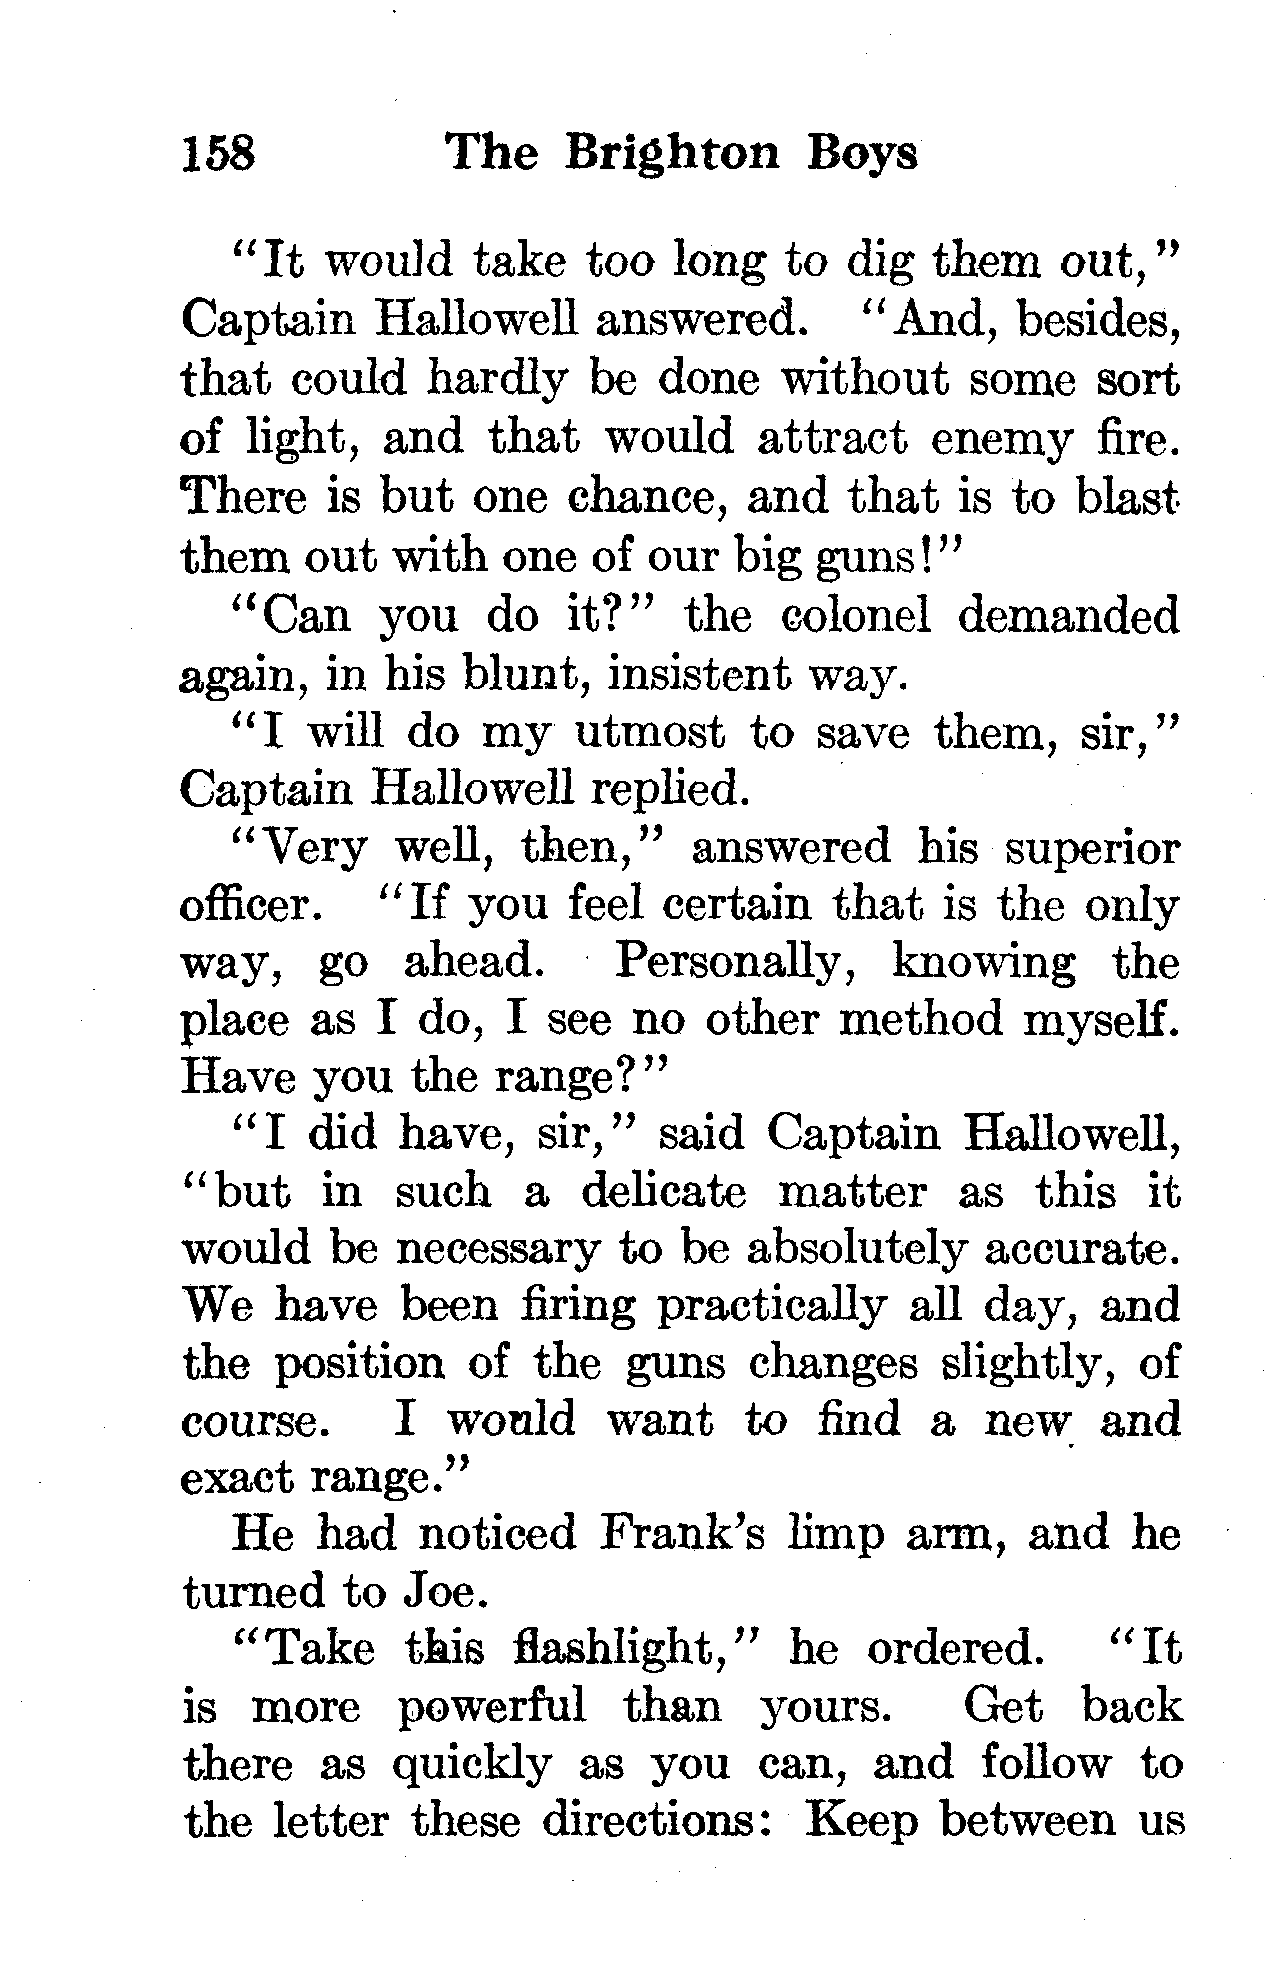 158 The Brighton Boys
"It would take too long to dig them out,"
Captain Hallowell answered. "And, besides,
that could hardly be done without some sort
of light, and that would attract enemy fire.
There is but one chance, and that is to blast
them out with one of our big guns!"
"Can you do it?" the colonel demanded
again, in his blunt, insistent way.
"I will do my utmost to save them, sir,"
Captain Hallowell replied.
"Very well, then," answered his superior
officer. "If you feel certain that is the only
way, go ahead. Personally, knowing the
place as I do, I see no other method myself.
Have you the range?"
"I did have, sir," said Captain Hallowell,
"but in such a delicate matter as this it
would be necessary to be absolutely accurate.
We have been firing practically all day, and
the position of the guns changes slightly, of
course. I would want to find a new and
exact range."
He had noticed Frank's limp arm, and he
turned to Joe.
"Take this flashlight," he ordered. "It
is more powerful than yours. Get back
there as quickly as you can, and follow to
the letter these directions: Keep between us